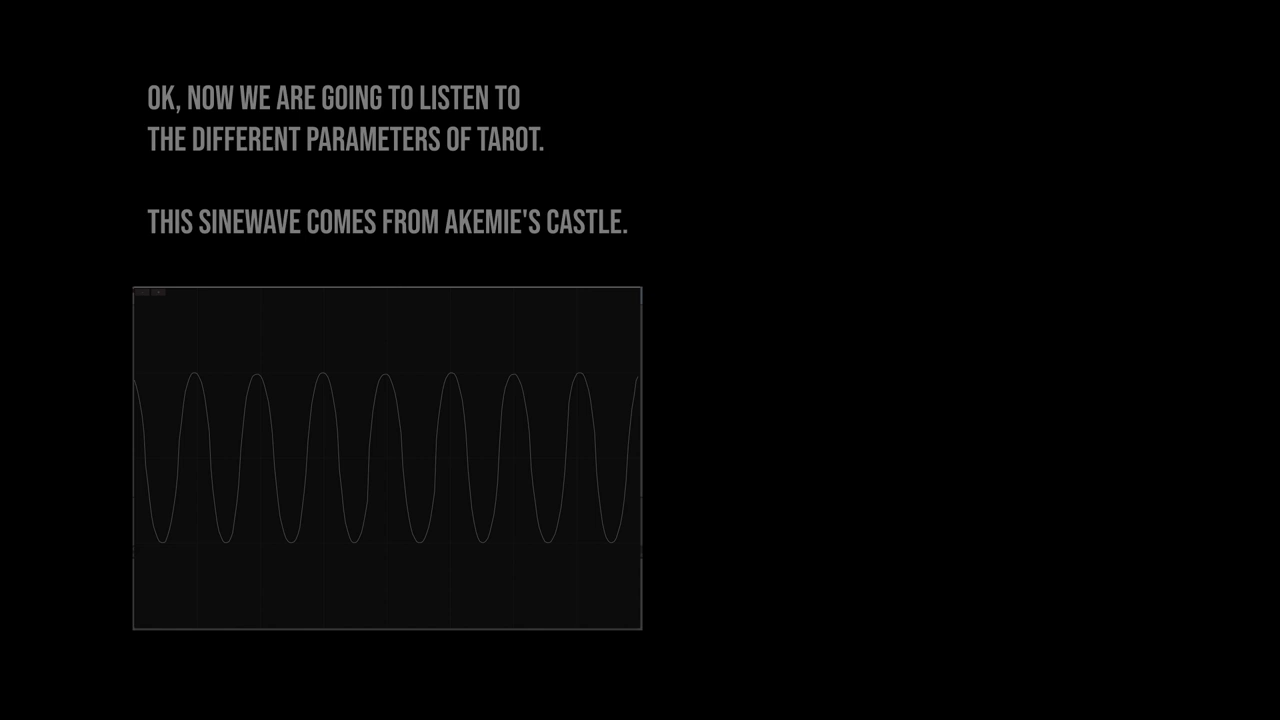 OK, NOW WE ARE GOING TO LISTEN TO
THE DIFFERENT PARAMETERS OF TAROT.
THIS SINEWAVE COMES FROM AKEMIE'S CASTLE.